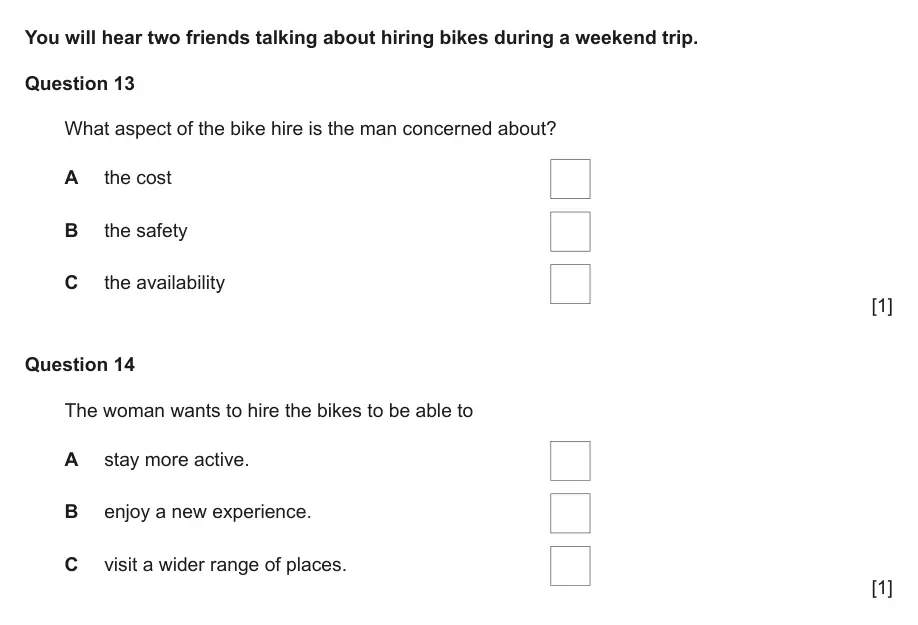 You will hear two friends talking about hiring bikes during a weekend trip.
Question 13
What aspect of the bike hire is the man concerned about?
A the cost
B the safety
C the availability
[1]
Question 14
The woman wants to hire the bikes to be able to
A stay more active.
B enjoy a new experience.
C visit a wider range of places.
[1]